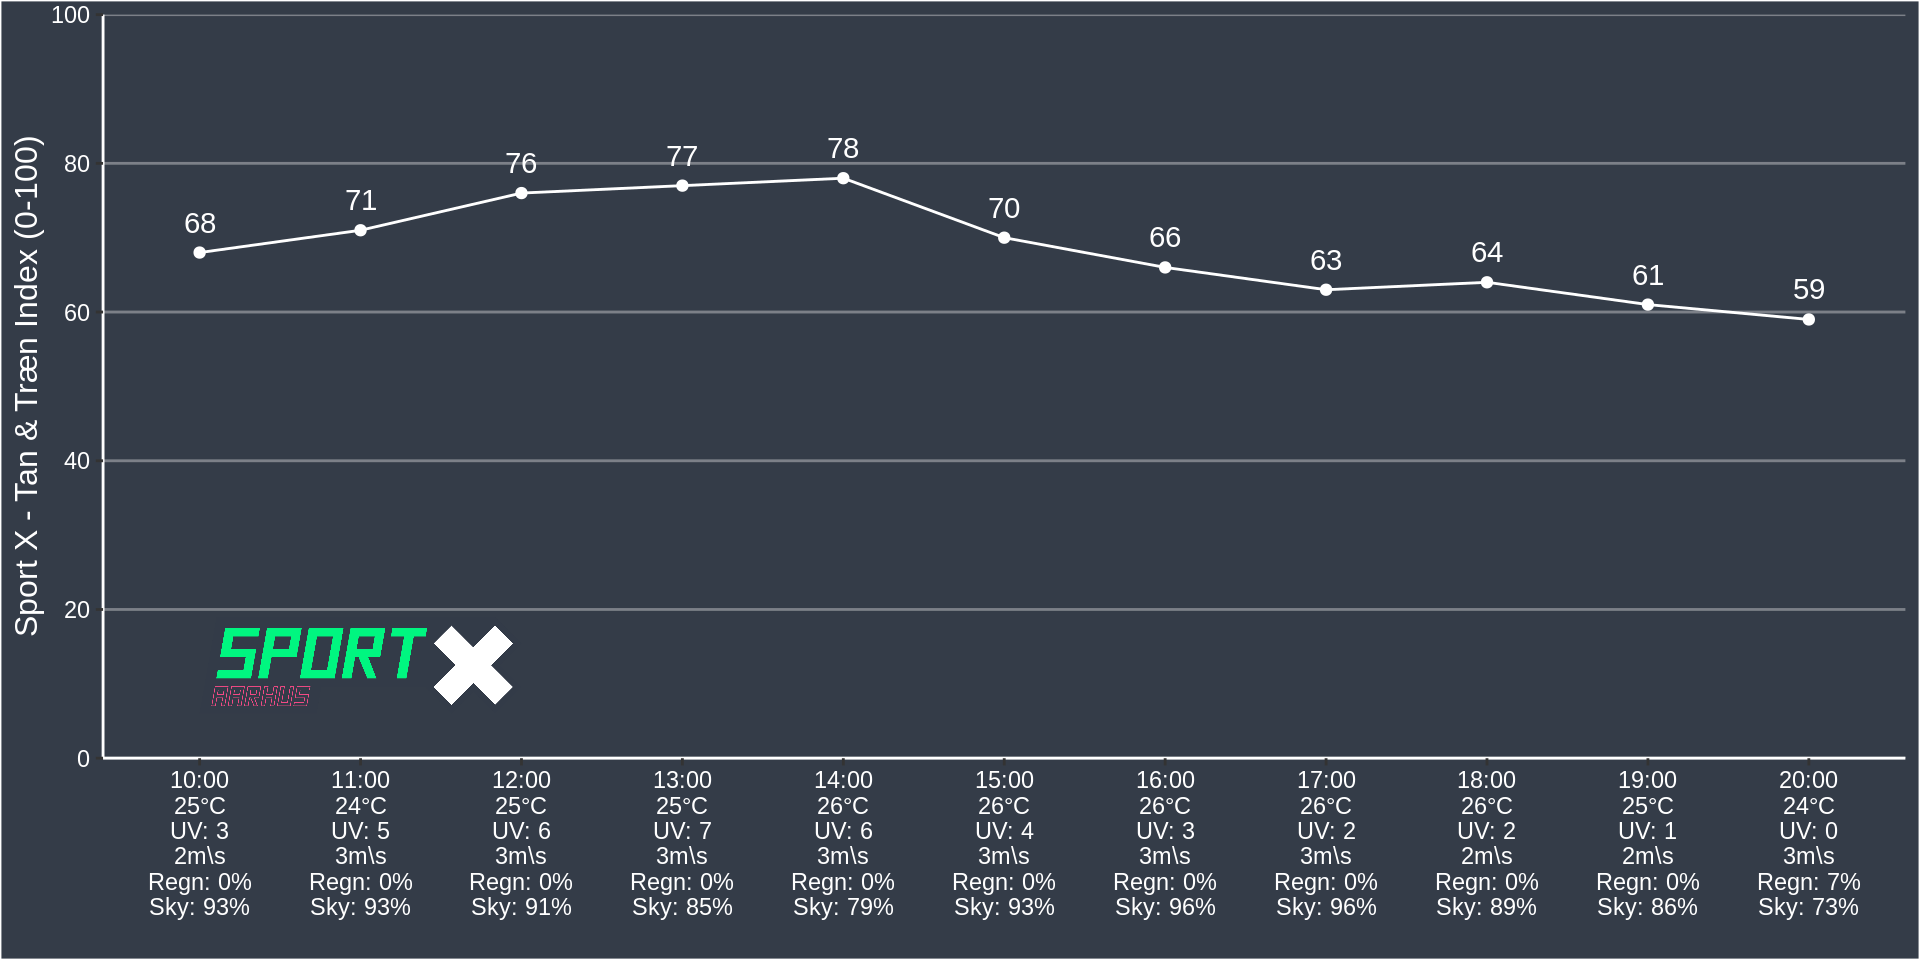 Sport X - Tan & Træn Index (0-100)
100
80
60
40
20
0
68
71
76
77
78
70
66
63
64
61
59
SPORT X
AARHUS
10:00
25°C
UV: 3
2m\s
Regn: 0%
Sky: 93%
11:00
24°C
UV: 5
3m\s
Regn: 0%
Sky: 93%
12:00
25°C
UV: 6
3m\s
Regn: 0%
Sky: 91%
13:00
25°C
UV: 7
3m\s
Regn: 0%
Sky: 85%
14:00
26°C
UV: 6
3m\s
Regn: 0%
Sky: 79%
15:00
26°C
UV: 4
3m\s
Regn: 0%
Sky: 93%
16:00
26°C
UV: 3
3m\s
Regn: 0%
Sky: 96%
17:00
26°C
UV: 2
3m\s
Regn: 0%
Sky: 96%
18:00
26°C
UV: 2
2m\s
Regn: 0%
Sky: 89%
19:00
25°C
UV: 1
2m\s
Regn: 0%
Sky: 86%
20:00
24°C
UV: 0
3m\s
Regn: 7%
Sky: 73%